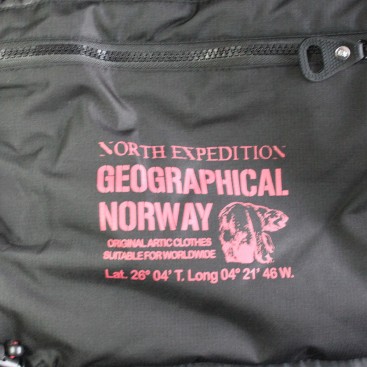 NORTH EXPEDITION
GEOGRAPHICAL
NORWAY
ORIGINAL ARTIC CLOTHES
SUITABLE FOR WORLDWIDE
Lat. 26° 04' T. Long 04° 21' 46 W.